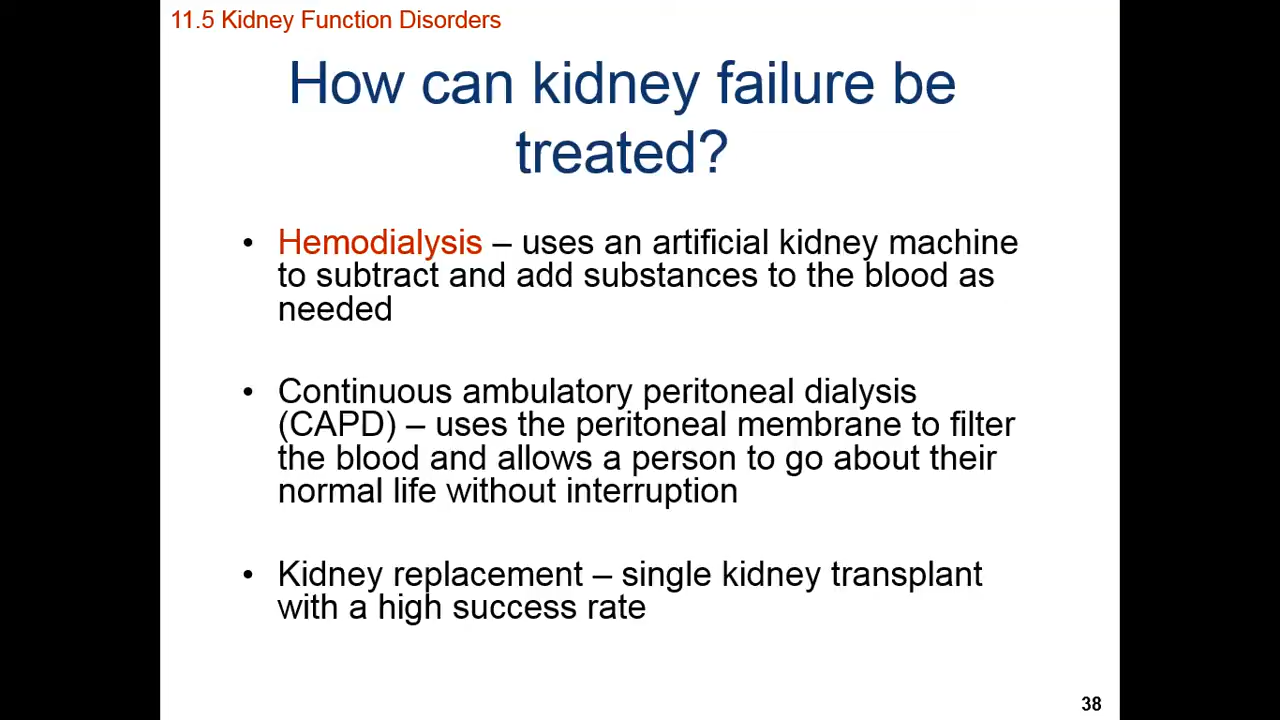 11.5 Kidney Function Disorders
How can kidney failure be
treated?
• Hemodialysis – uses an artificial kidney machine
to subtract and add substances to the blood as
needed
• Continuous ambulatory peritoneal dialysis
(CAPD) – uses the peritoneal membrane to filter
the blood and allows a person to go about their
normal life without interruption
• Kidney replacement – single kidney transplant
with a high success rate
38